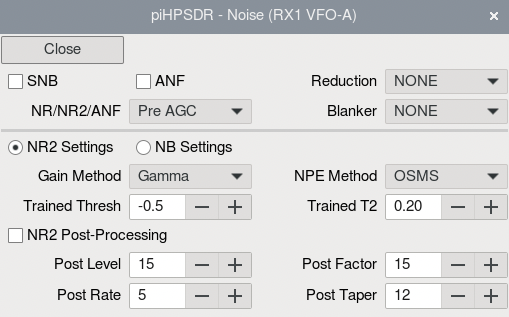 piHPSDR - Noise (RX1 VFO-A) ×
Close
SNB ANF Reduction NONE
NR/NR2/ANF Pre AGC Blanker NONE
NR2 Settings NB Settings
Gain Method Gamma NPE Method OSMS
Trained Thresh -0.5 — + Trained T2 0.20 — +
NR2 Post-Processing
Post Level 15 — + Post Factor 15 — +
Post Rate 5 — + Post Taper 12 — +